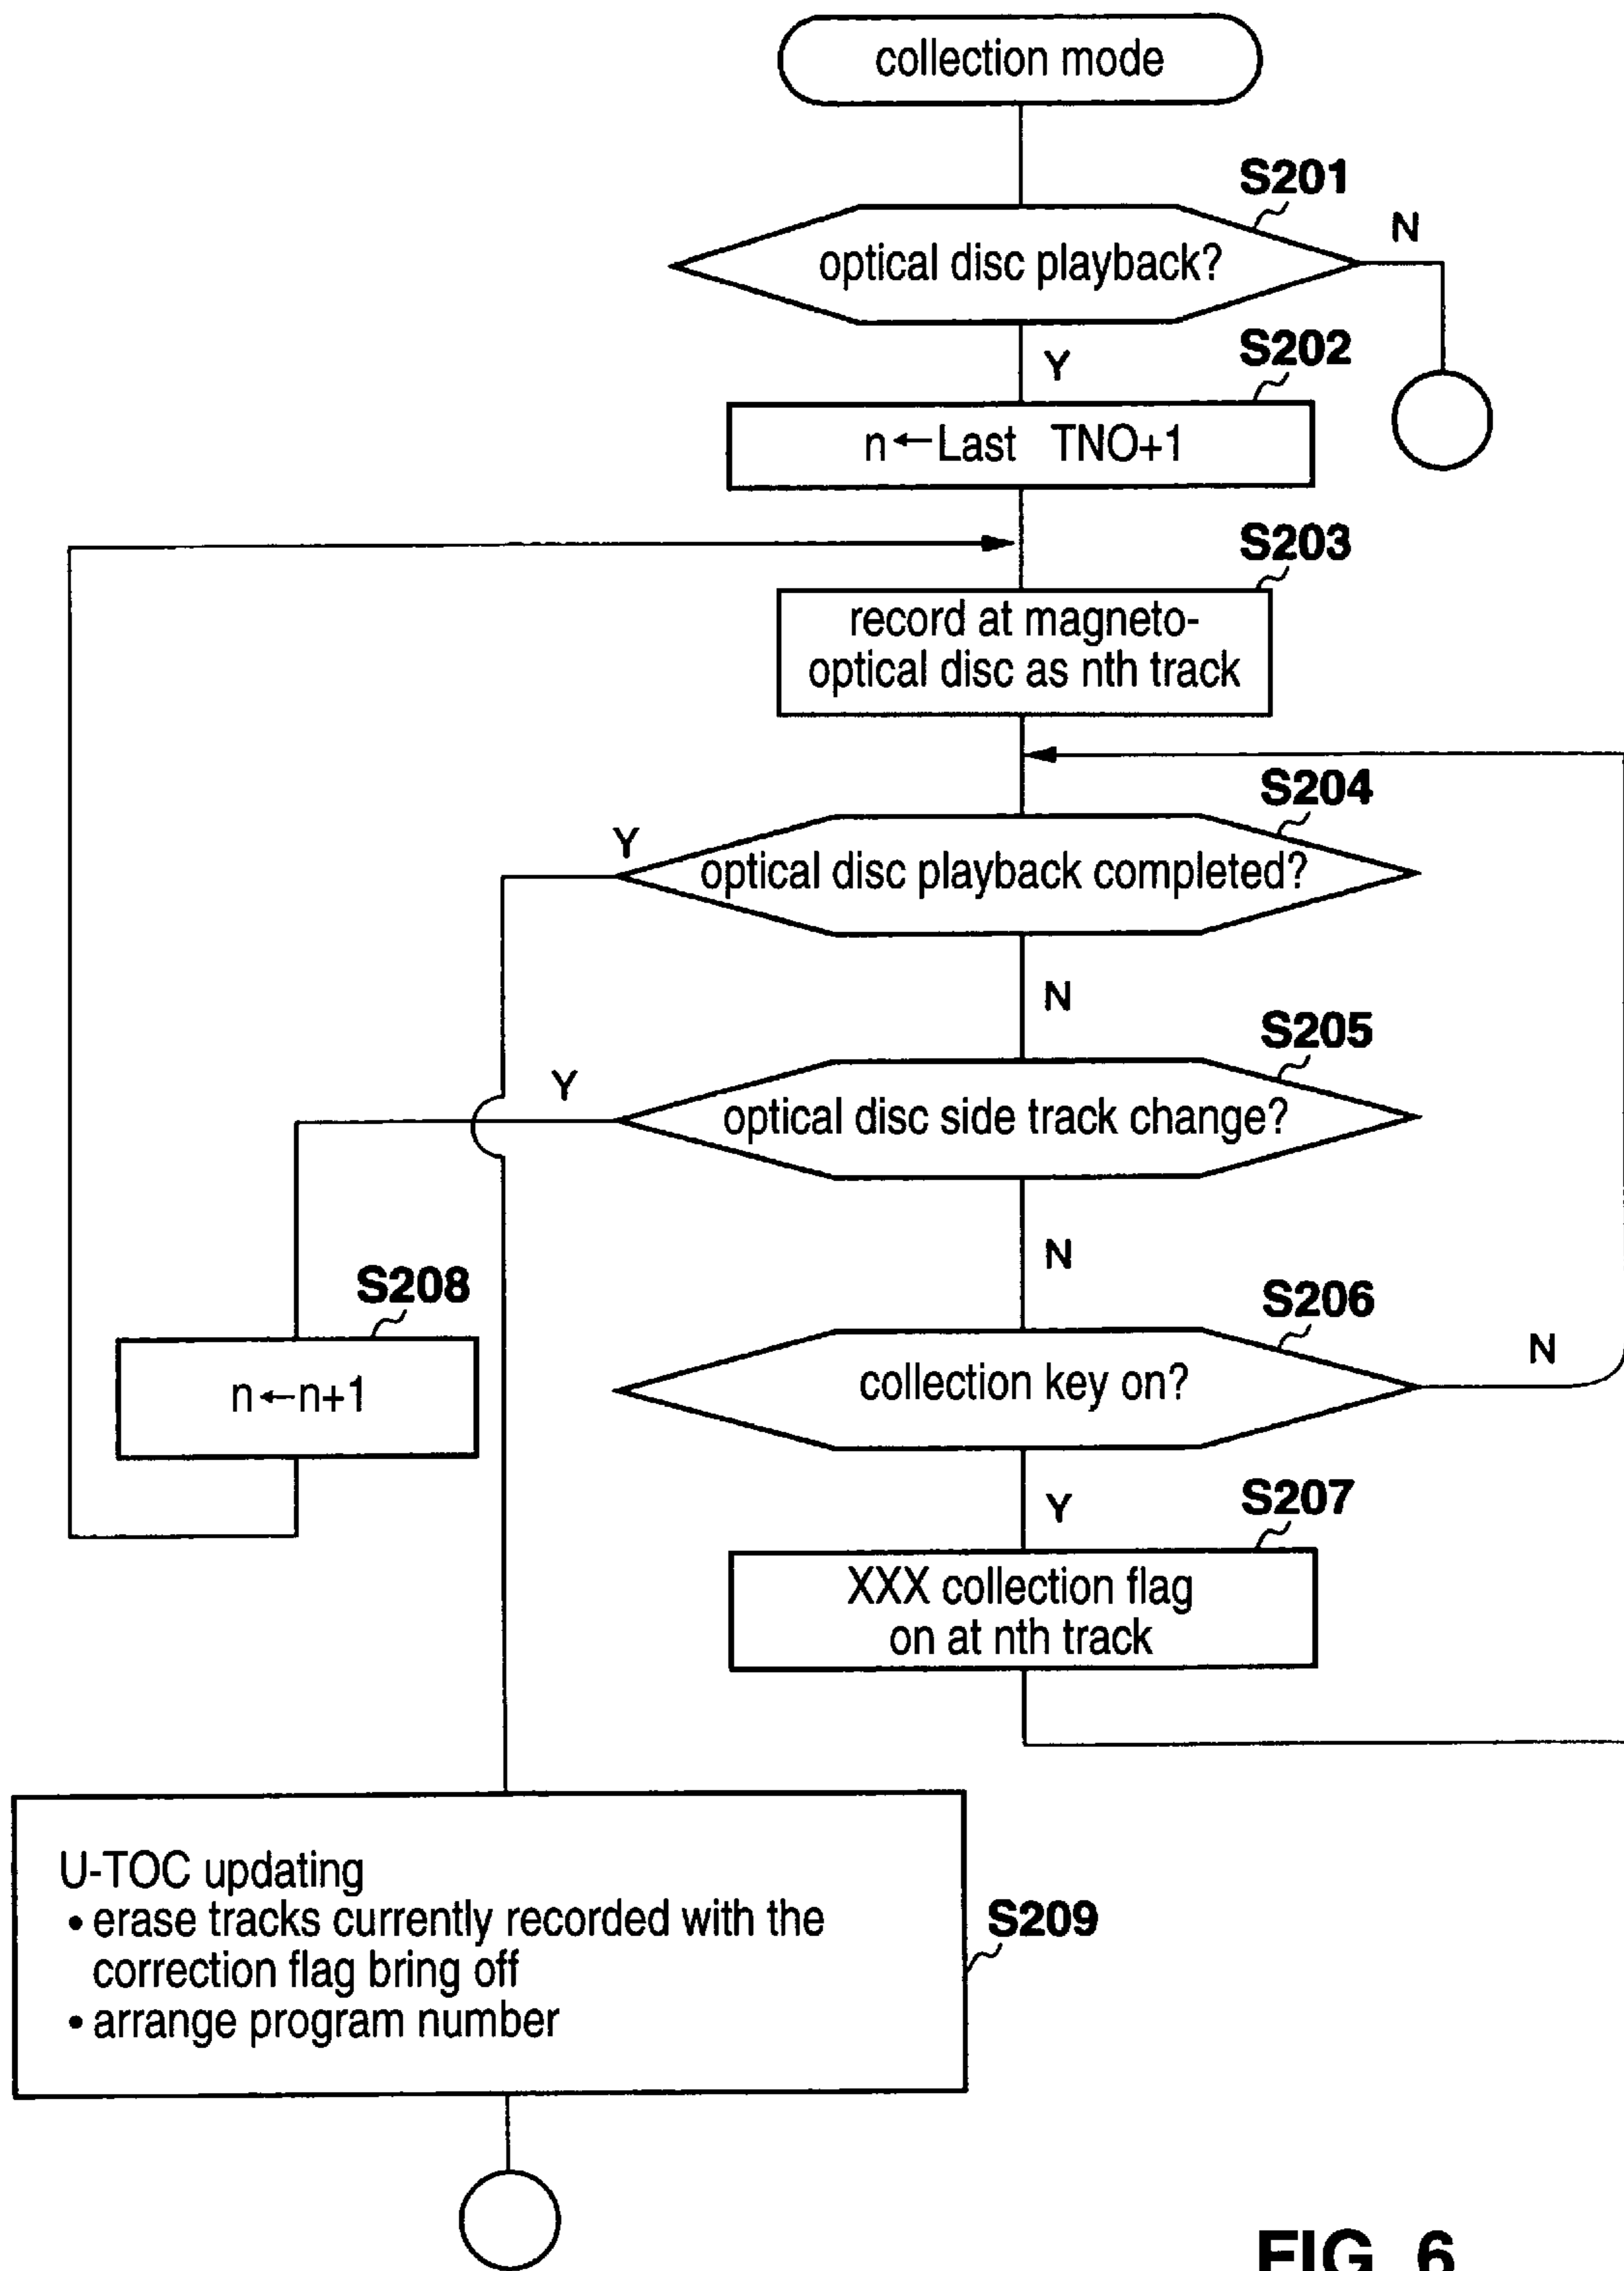 collection mode
S201
optical disc playback?
N
Y
S202
n←Last TNO+1
S203
record at magneto-
optical disc as nth track
S204
Y
optical disc playback completed?
N
S205
Y
optical disc side track change?
N
S208
n←n+1
S206
collection key on?
N
Y
S207
XXX collection flag
on at nth track
U-TOC updating
• erase tracks currently recorded with the
correction flag bring off
• arrange program number
S209
FIG. 6